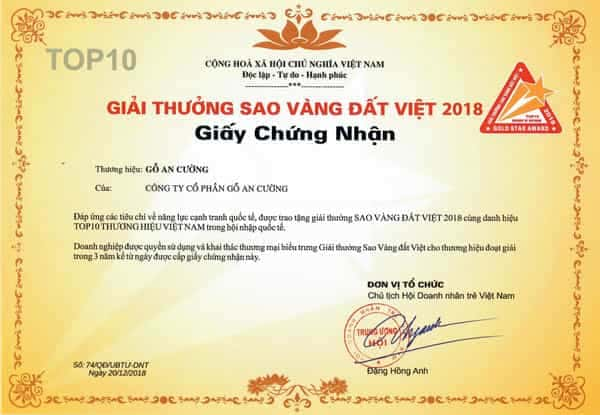 TOP10
CỘNG HOÀ XÃ HỘI CHỦ NGHĨA VIỆT NAM
Độc lập - Tự do - Hạnh phúc
***
GIẢI THƯỞNG SAO VÀNG ĐẤT VIỆT 2018
Giấy Chứng Nhận
2018
GOLD STAR AWARD
Thương hiệu: GỖ AN CƯỜNG
Của: CÔNG TY CỔ PHẦN GỖ AN CƯỜNG
Đáp ứng các tiêu chí về năng lực cạnh tranh quốc tế, được trao tặng giải thưởng SAO VÀNG ĐẤT VIỆT 2018 cùng danh hiệu
TOP10 THƯƠNG HIỆU VIỆT NAM trong hội nhập quốc tế.
Doanh nghiệp được quyền sử dụng và khai thác thương mại biểu trưng Giải thưởng Sao Vàng đất Việt cho thương hiệu đoạt giải
trong 3 năm kể từ ngày được cấp giấy chứng nhận này.
ĐƠN VỊ TỔ CHỨC
Chủ tịch Hội Doanh nhân trẻ Việt Nam
TRUNG ƯƠNG
HỘI
Đặng Hồng Anh
Số: 74/QĐ/UBTƯ-DNT
Ngày 20/12/2018